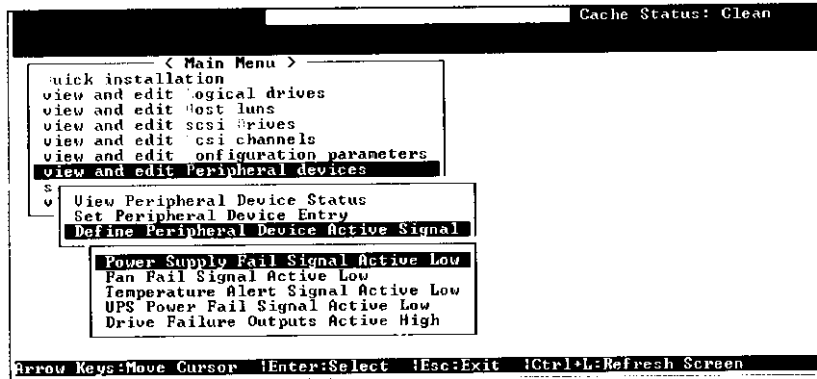 Cache Status: Clean
< Main Menu >
uick installation
view and edit ogical drives
view and edit ost luns
view and edit scsi rives
view and edit csi channels
view and edit onfiguration parameters
view and edit Peripheral devices
s
v
View Peripheral Device Status
Set Peripheral Device Entry
Define Peripheral Device Active Signal
Power Supply Fail Signal Active Low
Fan Fail Signal Active Low
Temperature Alert Signal Active Low
UPS Power Fail Signal Active Low
Drive Failure Outputs Active High
Arrow Keys:Move Cursor |Enter:Select |Esc:Exit |Ctrl+L:Refresh Screen